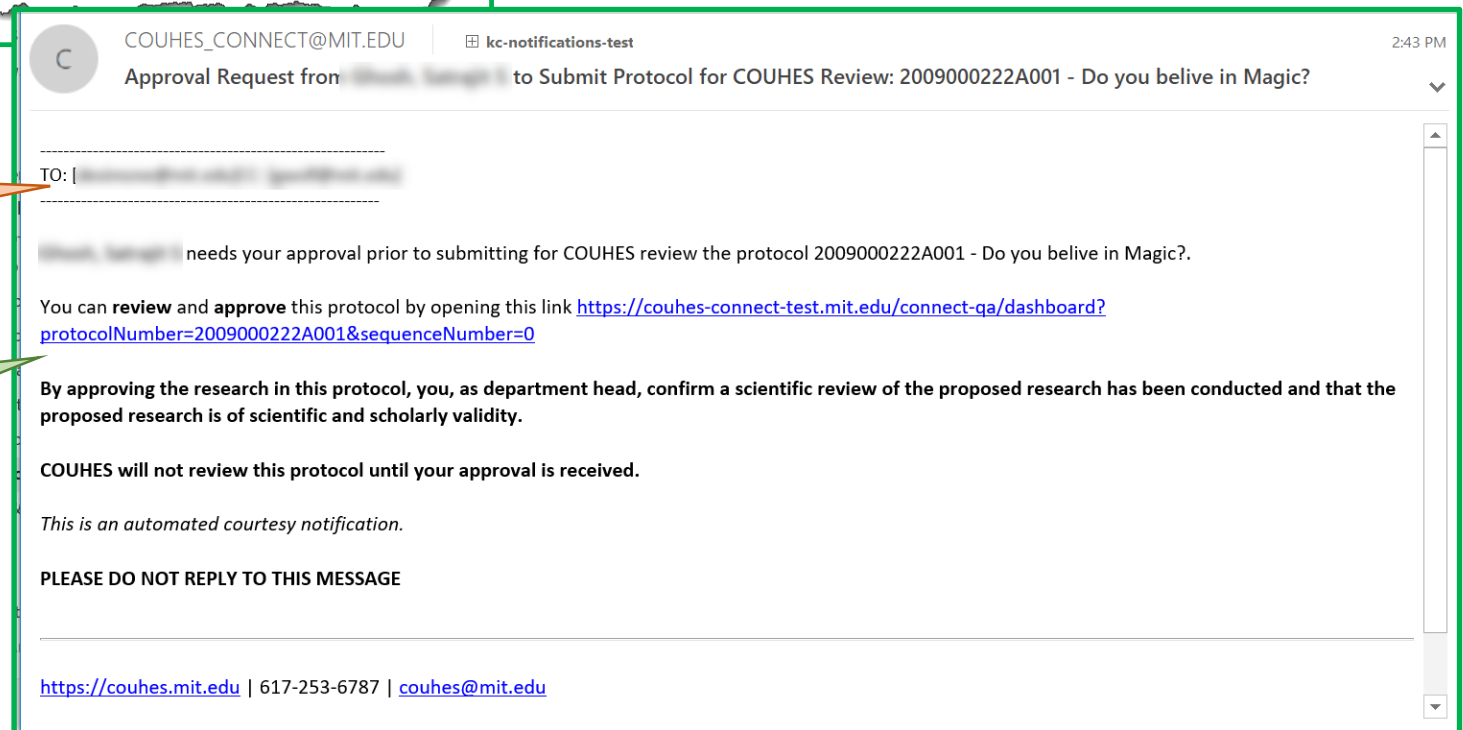 C
COUHES_CONNECT@MIT.EDU
kc-notifications-test
2:43 PM
Approval Request from to Submit Protocol for COUHES Review: 2009000222A001 - Do you belive in Magic?
----------------------------------------------------------
TO: [
---------------------------------------------------------
needs your approval prior to submitting for COUHES review the protocol 2009000222A001 - Do you belive in Magic?.
You can review and approve this protocol by opening this link https://couhes-connect-test.mit.edu/connect-qa/dashboard?
protocolNumber=2009000222A001&sequenceNumber=0
By approving the research in this protocol, you, as department head, confirm a scientific review of the proposed research has been conducted and that the
proposed research is of scientific and scholarly validity.
COUHES will not review this protocol until your approval is received.
This is an automated courtesy notification.
PLEASE DO NOT REPLY TO THIS MESSAGE
https://couhes.mit.edu | 617-253-6787 | couhes@mit.edu